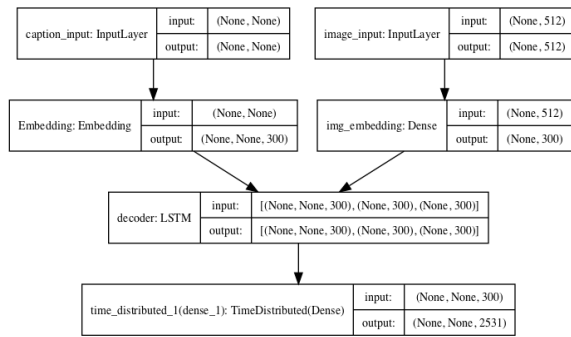 caption_input: InputLayer
input:
(None, None)
output:
(None, None)
image_input: InputLayer
input:
(None, 512)
output:
(None, 512)
Embedding: Embedding
input:
(None, None)
output:
(None, None, 300)
img_embedding: Dense
input:
(None, 512)
output:
(None, 300)
decoder: LSTM
input:
[(None, None, 300), (None, 300), (None, 300)]
output:
[(None, None, 300), (None, 300), (None, 300)]
time_distributed_1(dense_1): TimeDistributed(Dense)
input:
(None, None, 300)
output:
(None, None, 2531)